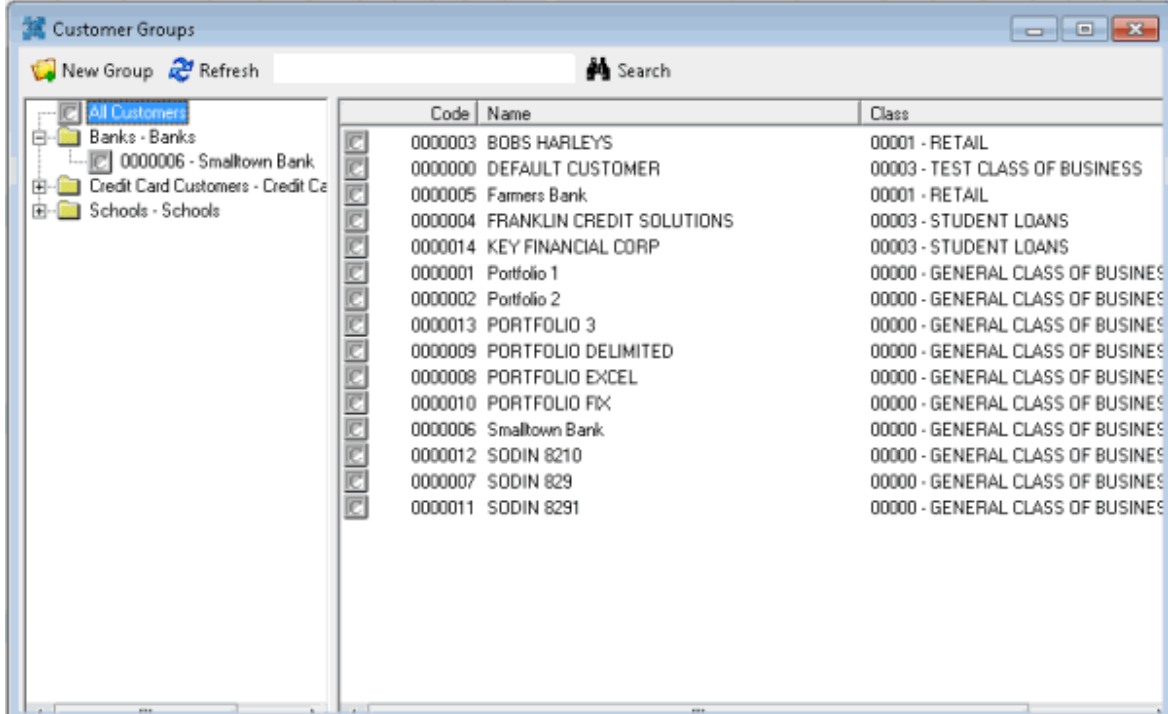 Customer Groups
New Group Refresh Search
All Customers
Banks - Banks
0000006 - Smalltown Bank
Credit Card Customers - Credit Ca
Schools - Schools
Code Name Class
0000003 BOBS HARLEYS 00001 - RETAIL
0000000 DEFAULT CUSTOMER 00003 - TEST CLASS OF BUSINESS
0000005 Farmers Bank 00001 - RETAIL
0000004 FRANKLIN CREDIT SOLUTIONS 00003 - STUDENT LOANS
0000014 KEY FINANCIAL CORP 00003 - STUDENT LOANS
0000001 Portfolio 1 00000 - GENERAL CLASS OF BUSINES
0000002 Portfolio 2 00000 - GENERAL CLASS OF BUSINES
0000013 PORTFOLIO 3 00000 - GENERAL CLASS OF BUSINES
0000009 PORTFOLIO DELIMITED 00000 - GENERAL CLASS OF BUSINES
0000008 PORTFOLIO EXCEL 00000 - GENERAL CLASS OF BUSINES
0000010 PORTFOLIO FIX 00000 - GENERAL CLASS OF BUSINES
0000006 Smalltown Bank 00000 - GENERAL CLASS OF BUSINES
0000012 SODIN 8210 00000 - GENERAL CLASS OF BUSINES
0000007 SODIN 829 00000 - GENERAL CLASS OF BUSINES
0000011 SODIN 8291 00000 - GENERAL CLASS OF BUSINES